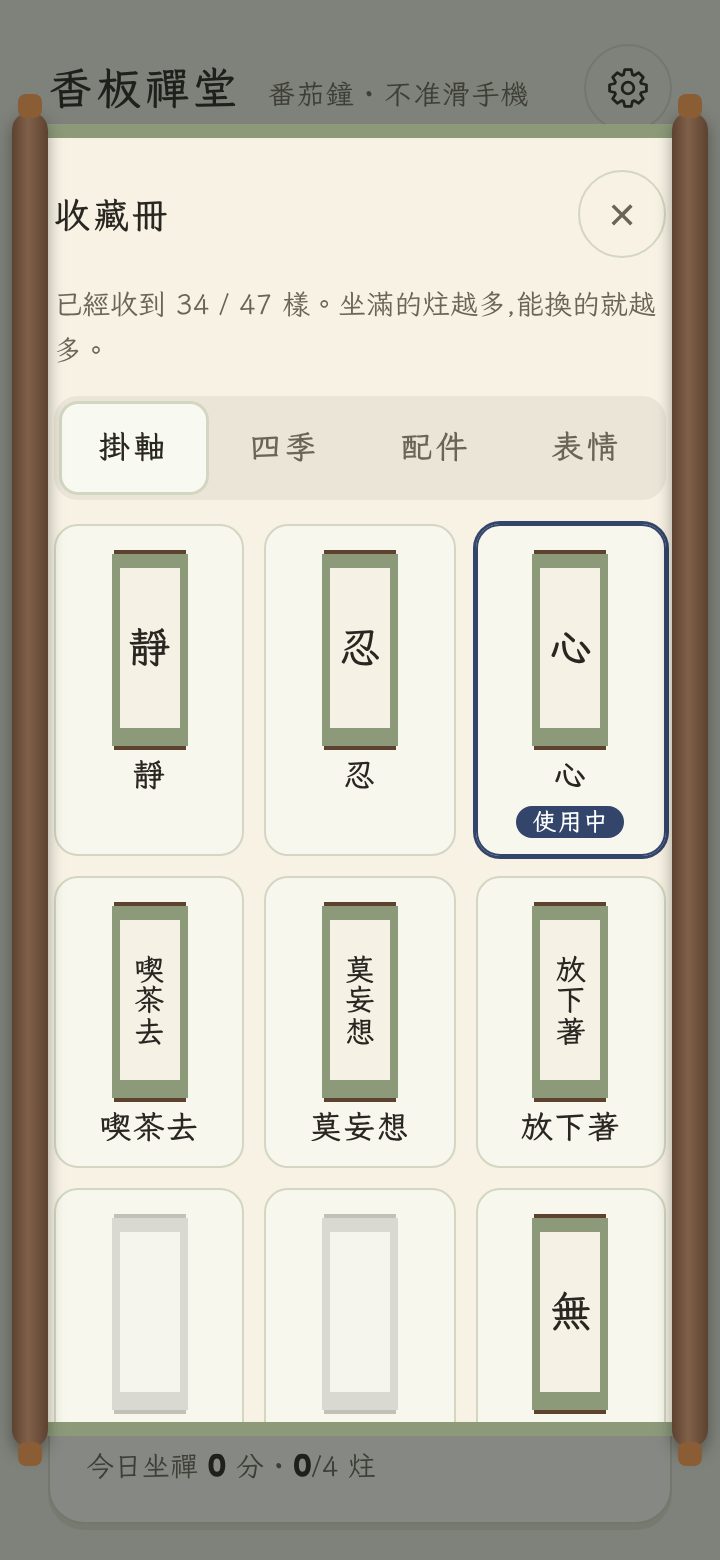 香板禪堂 番茄鐘・不准滑手機
收藏冊
×
已經收到 34 / 47 樣。坐滿的炷越多,能換的就越
多。
掛軸 四季 配件 表情
靜 忍 心
靜 忍 心
使用中
喫茶去 莫妄想 放下著
喫茶去 莫妄想 放下著
無
今日坐禪 0 分・0/4 炷